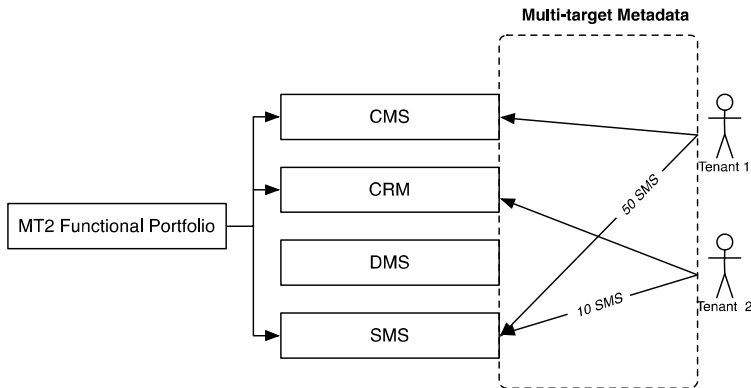 Multi-target Metadata
CMS
Tenant 1
50 SMS
CRM
MT2 Functional Portfolio
DMS
10 SMS
Tenant 2
SMS